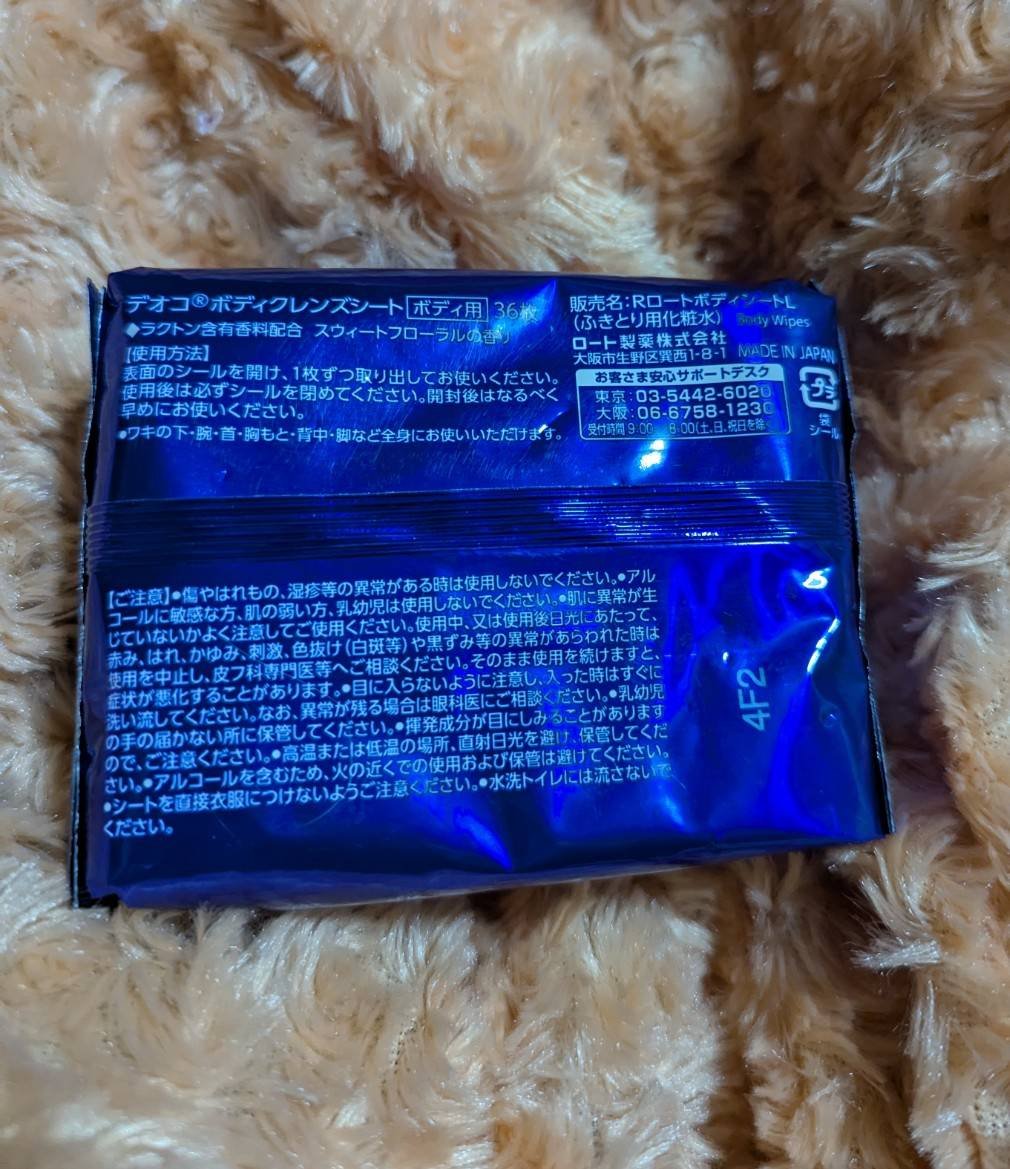 デオコ®ボディクレンズシート ボディ用 36枚
◆ラクトン含有香料配合 スウィートフローラルの香り
【使用方法】
表面のシールを開け、1枚ずつ取り出してお使いください。
使用後は必ずシールを閉めてください。開封後はなるべく
早めにお使いください。
●ワキの下・腕・首・胸もと・背中・脚など全身にお使いいただけます。
販売名：RロートボディシートL
(ふきとり用化粧水) Body Wipes
ロート製薬株式会社
大阪市生野区巽西1-8-1 MADE IN JAPAN
お客さま安心サポートデスク
東京：03-5442-6020
大阪：06-6758-1230
受付時間 9:00-18:00(土、日、祝日を除く)
プラ
袋
シール
【ご注意】●傷やはれもの、湿疹等の異常がある時は使用しないでください。●アル
コールに敏感な方、肌の弱い方、乳幼児は使用しないでください。●肌に異常が生
じていないかよく注意してご使用ください。使用中、又は使用後日光にあたって、
赤み、はれ、かゆみ、刺激、色抜け(白斑等)や黒ずみ等の異常があらわれた時は
使用を中止し、皮フ科専門医等へご相談ください。そのまま使用を続けますと、
症状が悪化することがあります。●目に入らないように注意し、入った時はすぐに
洗い流してください。なお、異常が残る場合は眼科医にご相談ください。●乳幼児
の手の届かない所に保管してください。●揮発成分が目にしみることがあります
ので、ご注意ください。●高温または低温の場所、直射日光を避け、保管してくだ
さい。●アルコールを含むため、火の近くでの使用および保管は避けてください。
●シートを直接衣服につけないようご注意ください。●水洗トイレには流さないで
ください。
4F2